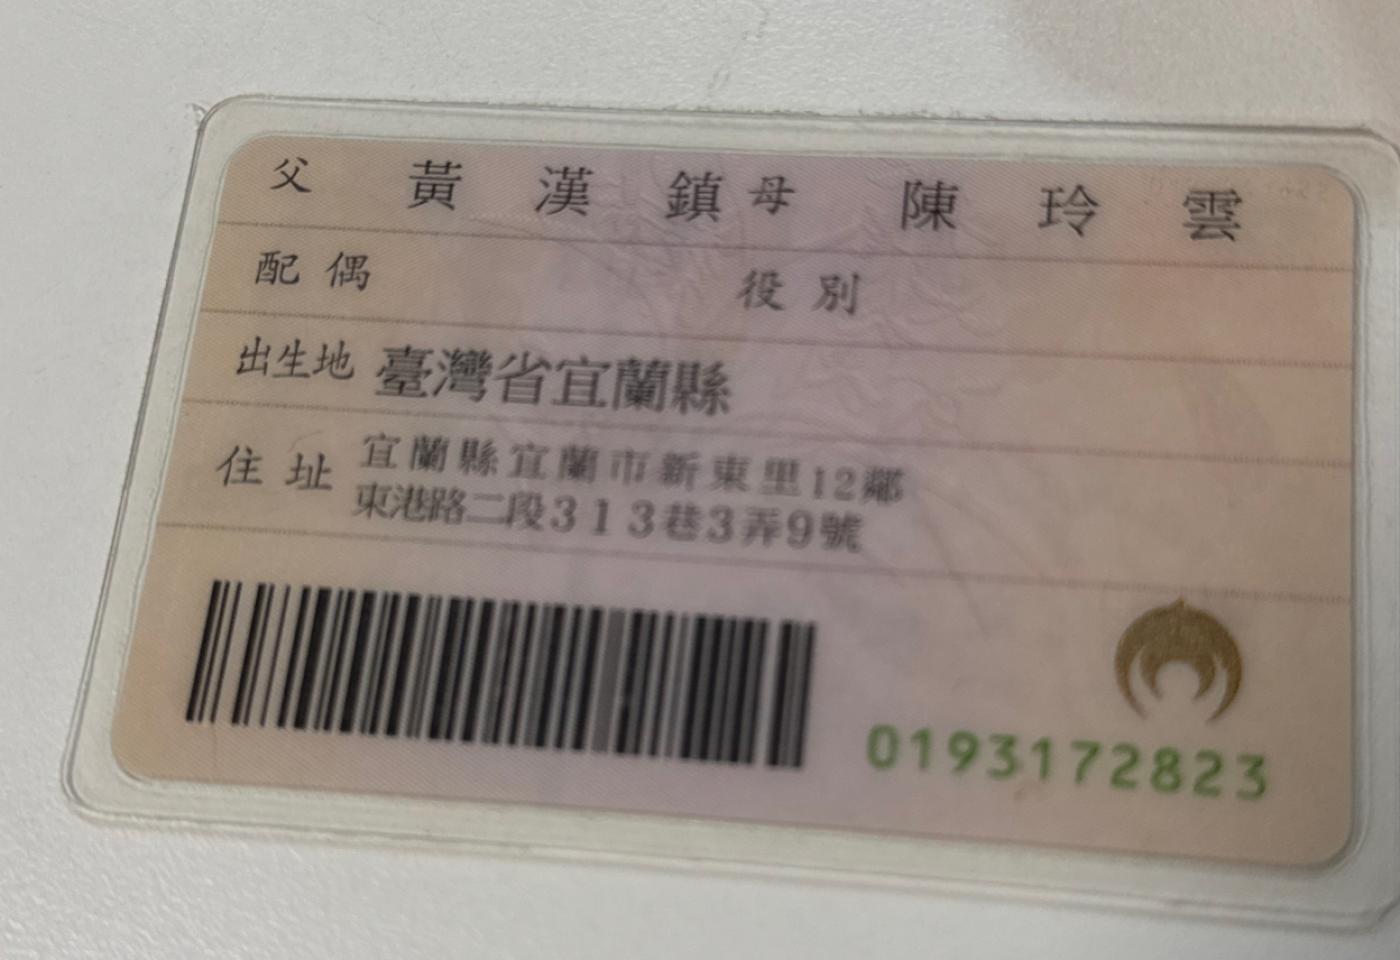 父 黃漢鎮 母 陳玲雲
配偶 役別
出生地 臺灣省宜蘭縣
住址 宜蘭縣宜蘭市新東里12鄰
東港路二段313巷3弄9號
0193172823